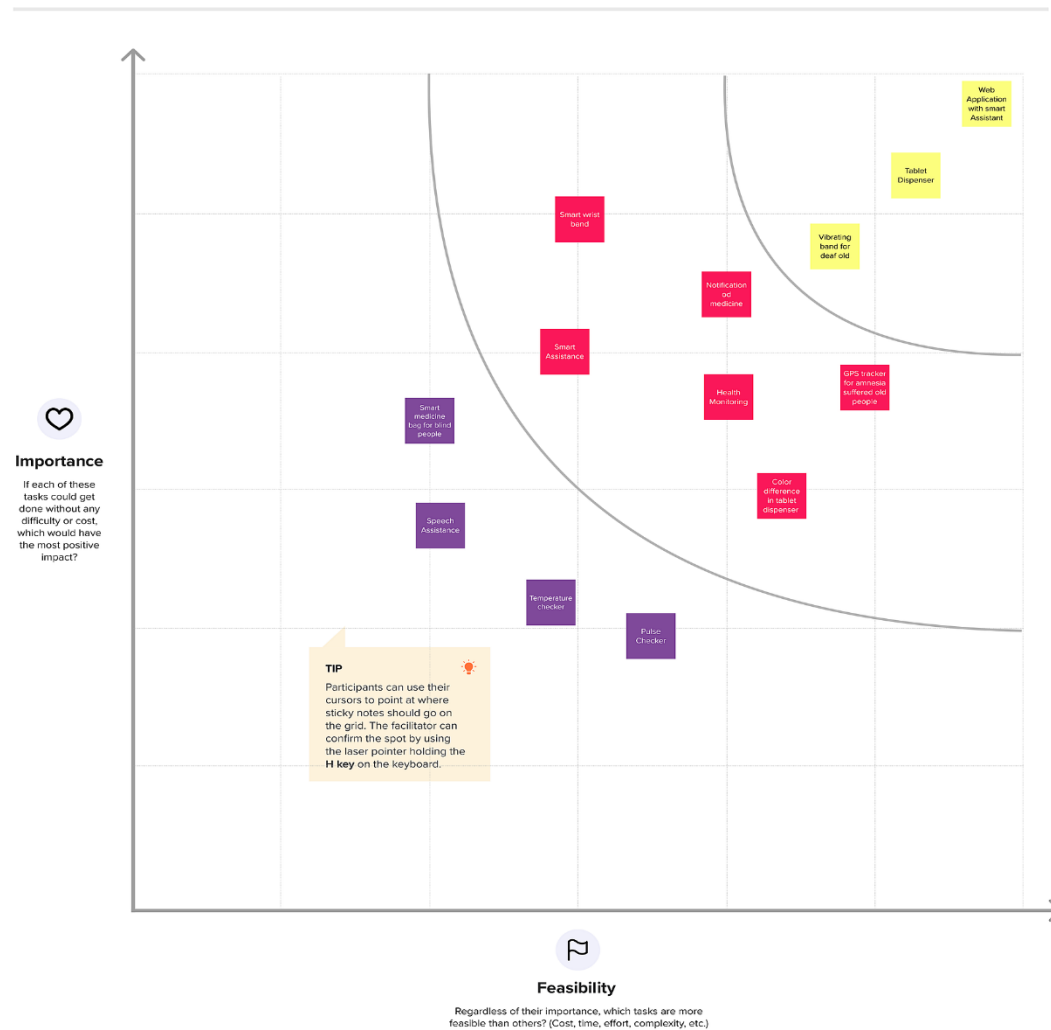 Web
Application
with smart
Assistant
Tablet
Dispenser
Smart wrist
band
Vibrating
band for
deaf old
Notification
od
medicine
Smart
Assistance
GPS tracker
for amnesia
suffered old
people
Health
Monitoring
Smart
medicine
bag for blind
people
Color
difference
in tablet
dispenser
Speech
Assistance
Temperature
checker
Pulse
Checker
Importance
If each of these
tasks could get
done without any
difficulty or cost,
which would have
the most positive
impact?
TIP
Participants can use their
cursors to point at where
sticky notes should go on
the grid. The facilitator can
confirm the spot by using
the laser pointer holding the
H key on the keyboard.
Feasibility
Regardless of their importance, which tasks are more
feasible than others? (Cost, time, effort, complexity, etc.)